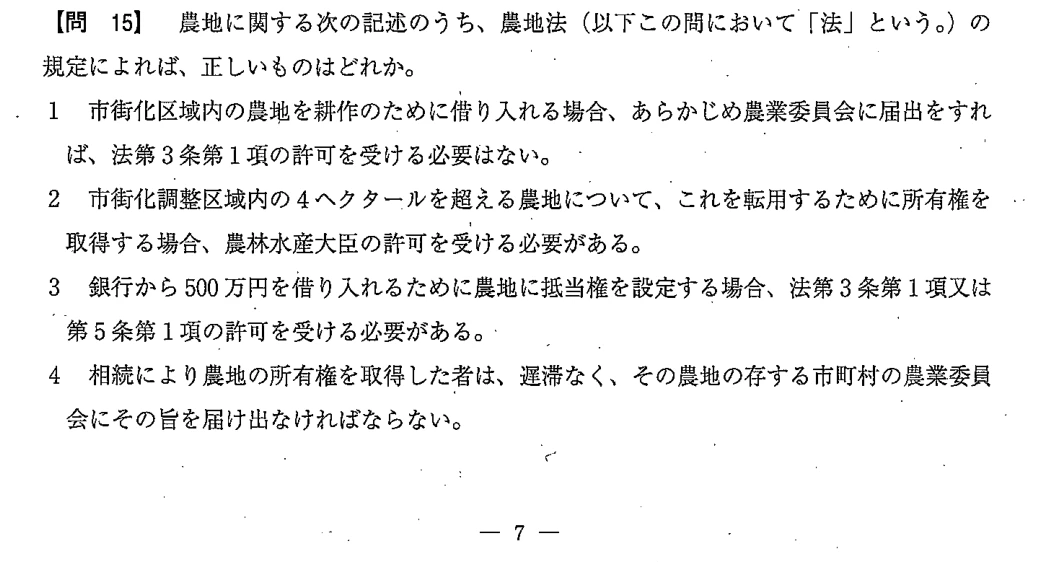 【問 15】 農地に関する次の記述のうち、農地法（以下この問において「法」という。）の
規定によれば、正しいものはどれか。
1 市街化区域内の農地を耕作のために借り入れる場合、あらかじめ農業委員会に届出をすれ
ば、法第3条第1項の許可を受ける必要はない。
2 市街化調整区域内の4ヘクタールを超える農地について、これを転用するために所有権を
取得する場合、農林水産大臣の許可を受ける必要がある。
3 銀行から500万円を借り入れるために農地に抵当権を設定する場合、法第3条第1項又は
第5条第1項の許可を受ける必要がある。
4 相続により農地の所有権を取得した者は、遅滞なく、その農地の存する市町村の農業委員
会にその旨を届け出なければならない。
— 7 —